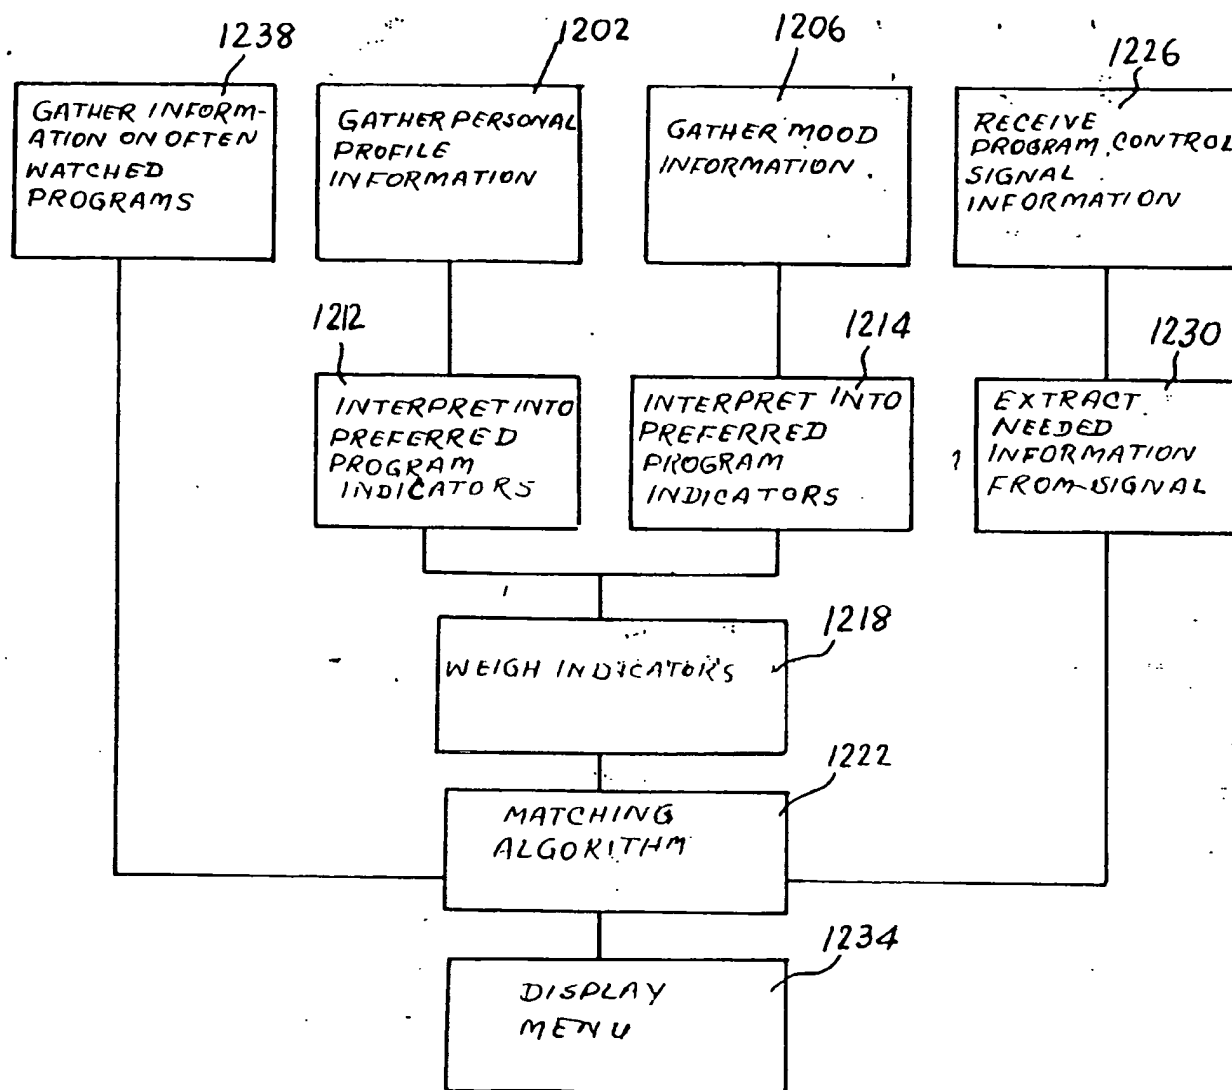 1238
1202
1206
1226
GATHER INFORM-
ATION ON OFTEN
WATCHED
PROGRAMS
GATHER PERSONAL
PROFILE
INFORMATION
GATHER MOOD
INFORMATION
RECEIVE
PROGRAM CONTROL
SIGNAL
INFORMATION
1212
1214
1230
INTERPRET INTO
PREFERRED
PROGRAM
INDICATORS
INTERPRET INTO
PREFERRED
PROGRAM
INDICATORS
EXTRACT
NEEDED
INFORMATION
FROM SIGNAL
1218
WEIGH INDICATORS
1222
MATCHING
ALGORITHM
1234
DISPLAY
MENU